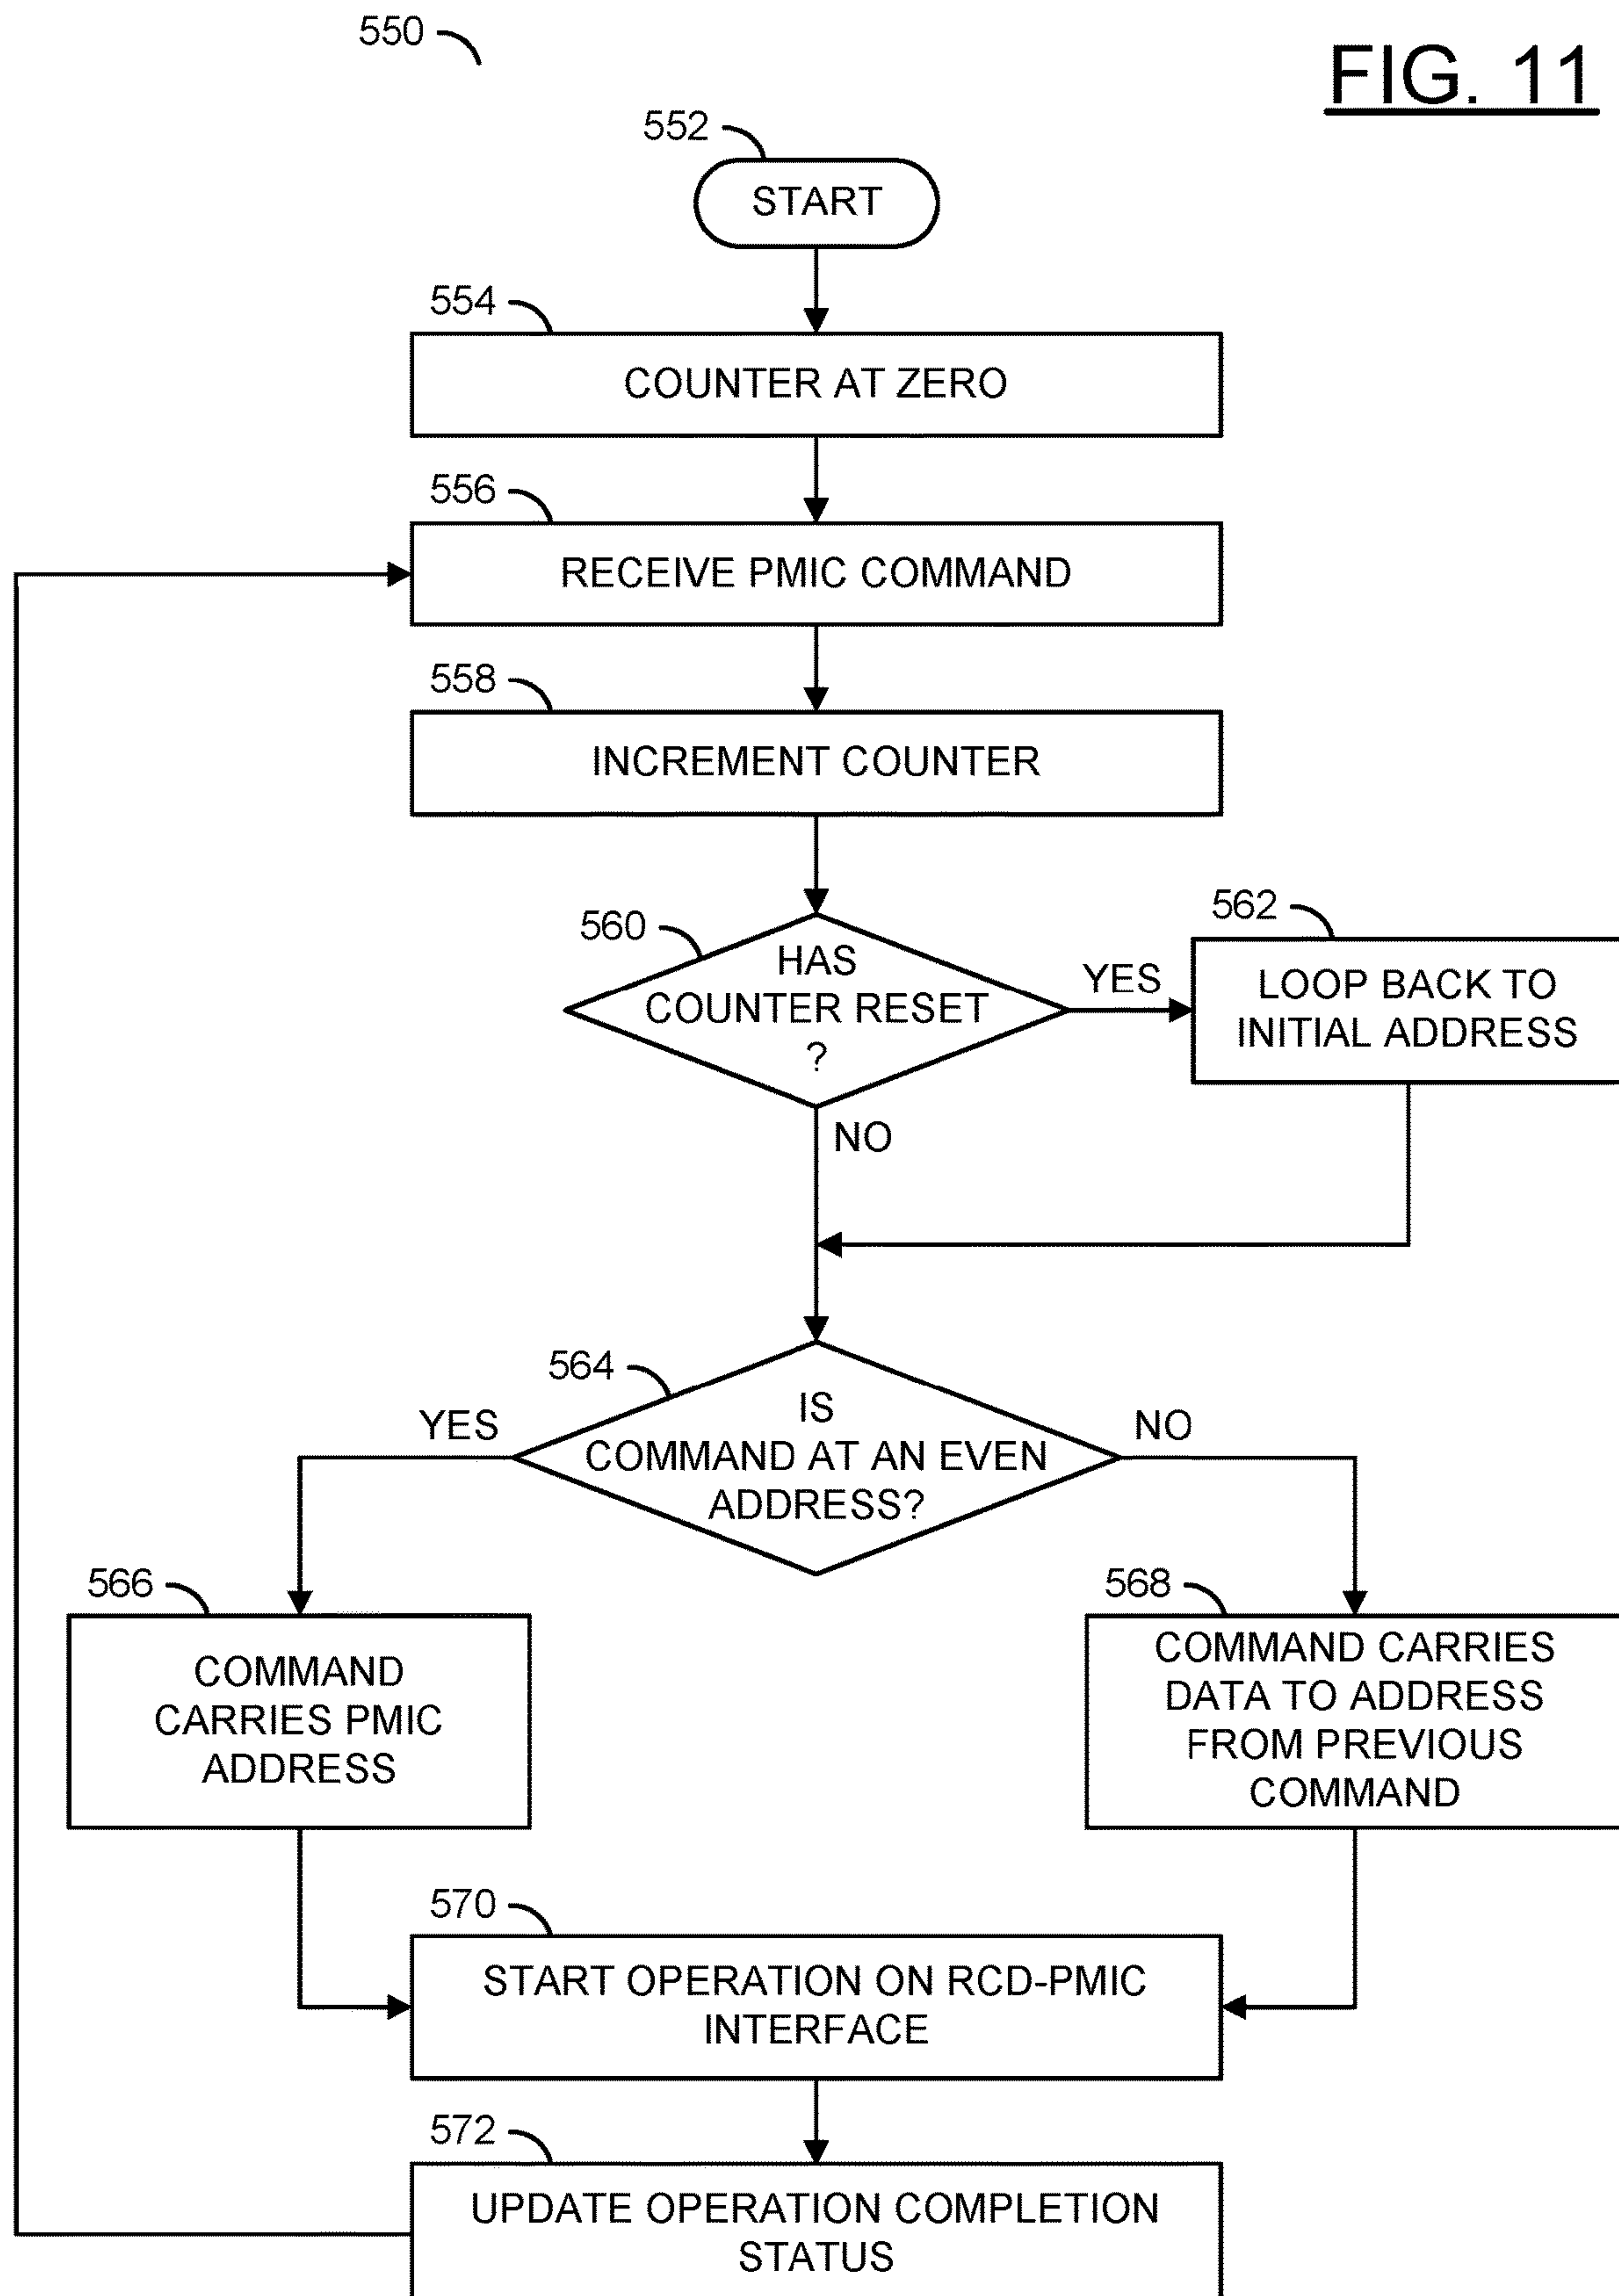 550
FIG. 11
552
START
554
COUNTER AT ZERO
556
RECEIVE PMIC COMMAND
558
INCREMENT COUNTER
560
HAS
COUNTER RESET
?
YES
562
LOOP BACK TO
INITIAL ADDRESS
NO
564
IS
COMMAND AT AN EVEN
ADDRESS?
YES
NO
566
COMMAND
CARRIES PMIC
ADDRESS
568
COMMAND CARRIES
DATA TO ADDRESS
FROM PREVIOUS
COMMAND
570
START OPERATION ON RCD-PMIC
INTERFACE
572
UPDATE OPERATION COMPLETION
STATUS